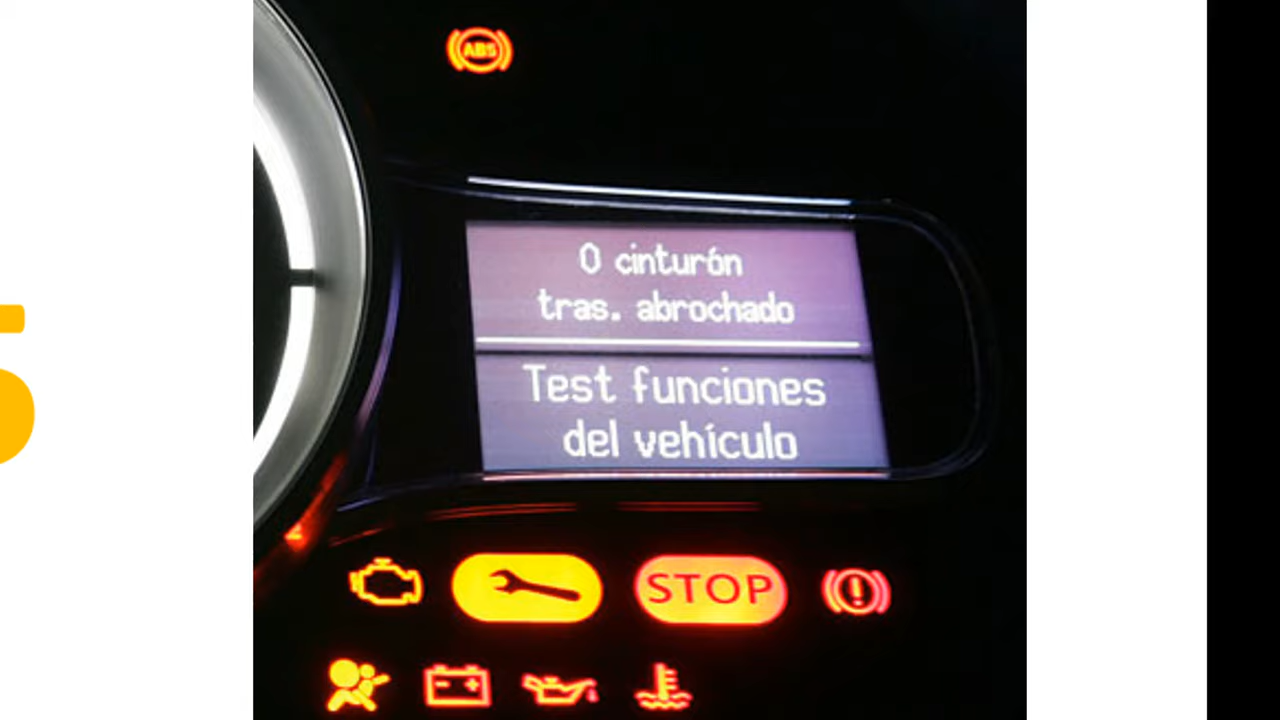 ABS
0 cinturón
tras. abrochado
Test funciones
del vehículo
STOP